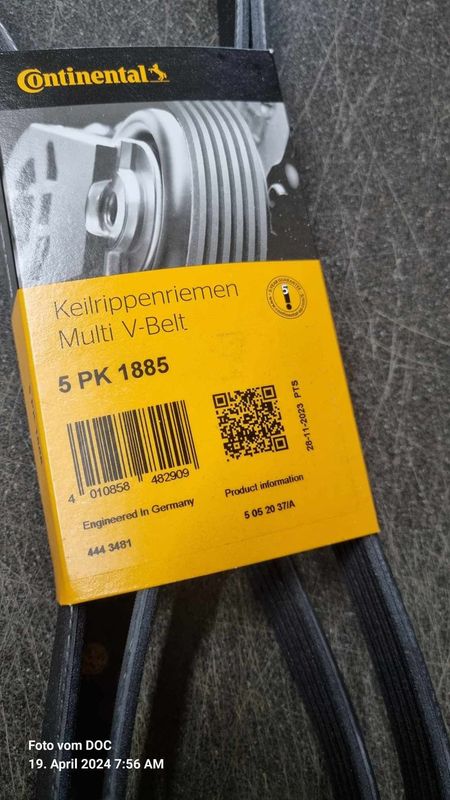 Continental
Keilrippenriemen
Multi V-Belt
5
5 PK 1885
28-11-2023 PTS
4 010858 482909
Engineered in Germany
Product information
444 3481
5 05 20 37/A
Foto vom DOC
19. April 2024 7:56 AM